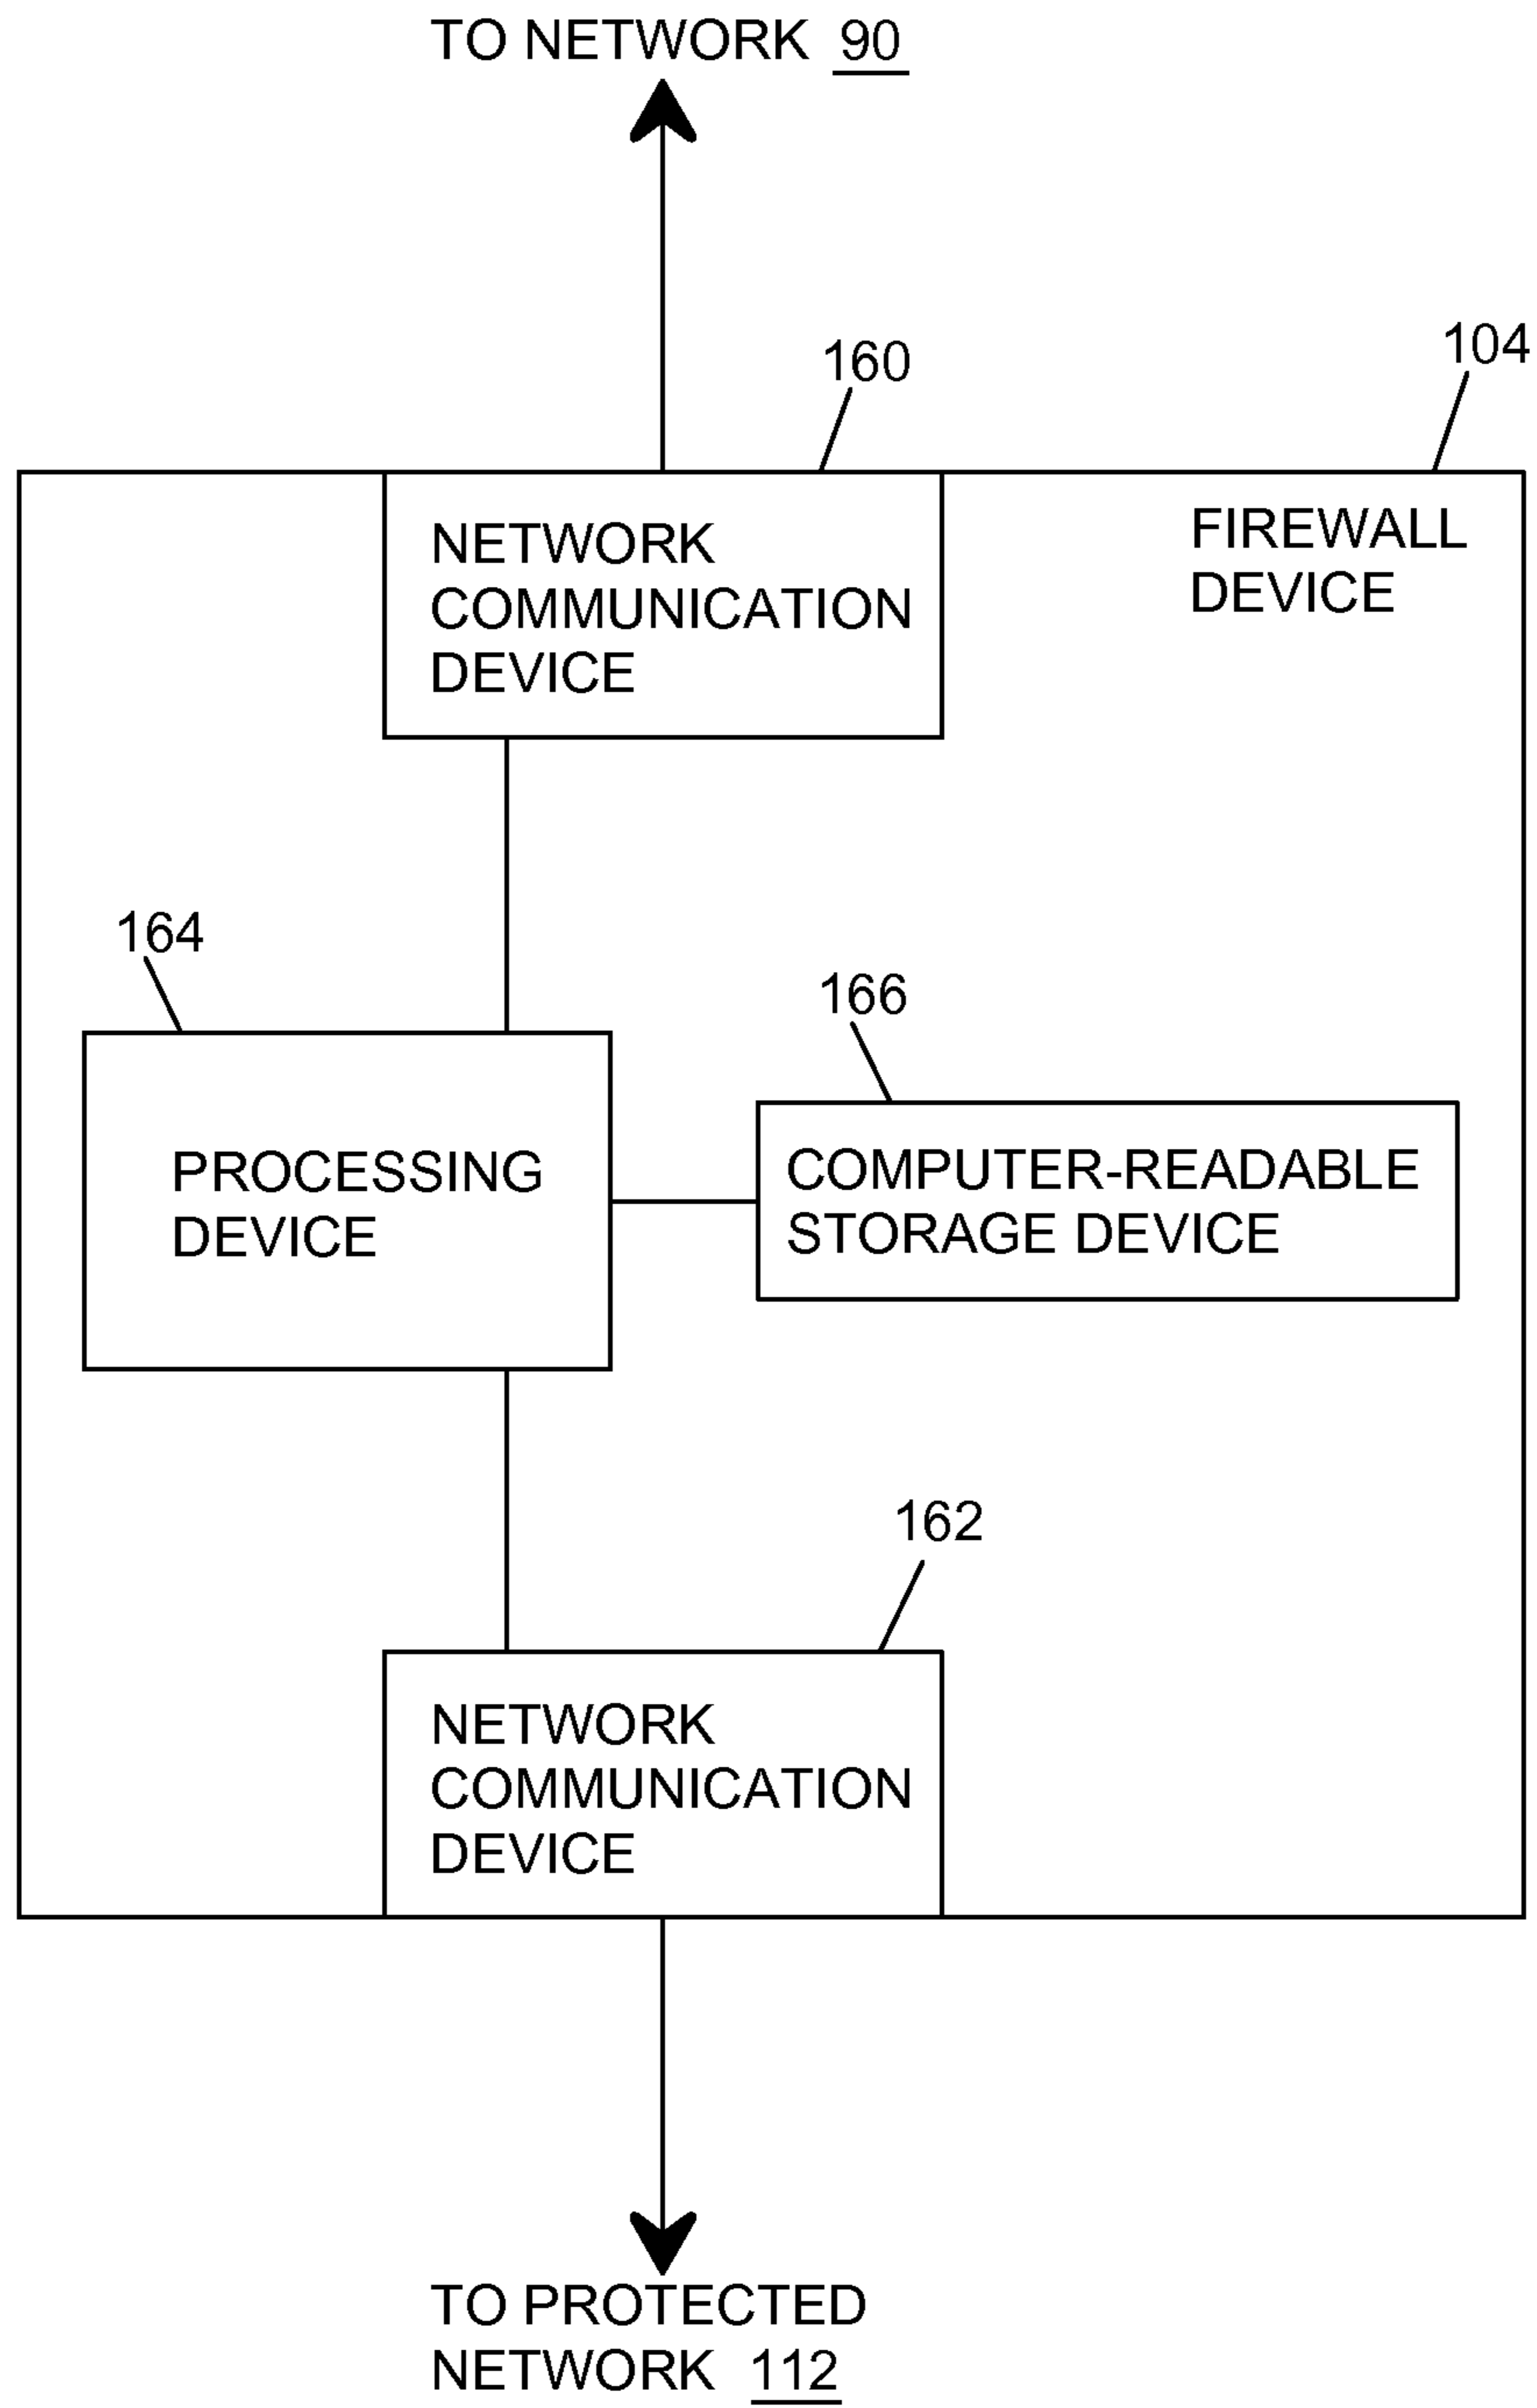 TO NETWORK 90
160
104
NETWORK
COMMUNICATION
DEVICE
FIREWALL
DEVICE
164
166
PROCESSING
DEVICE
COMPUTER-READABLE
STORAGE DEVICE
162
NETWORK
COMMUNICATION
DEVICE
TO PROTECTED
NETWORK 112